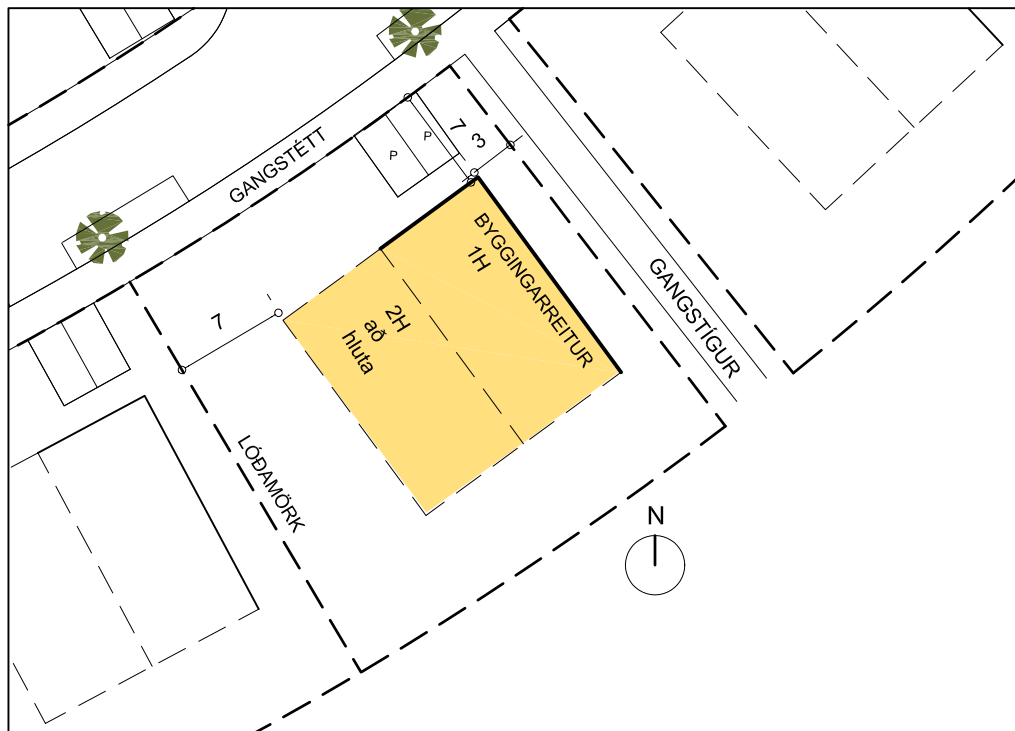 GANGSTÉTT
P
P
7
3
BYGGINGARREITUR
1H
GANGSTÍGUR
7
2H
að
hluta
LÓÐAMÖRK
N